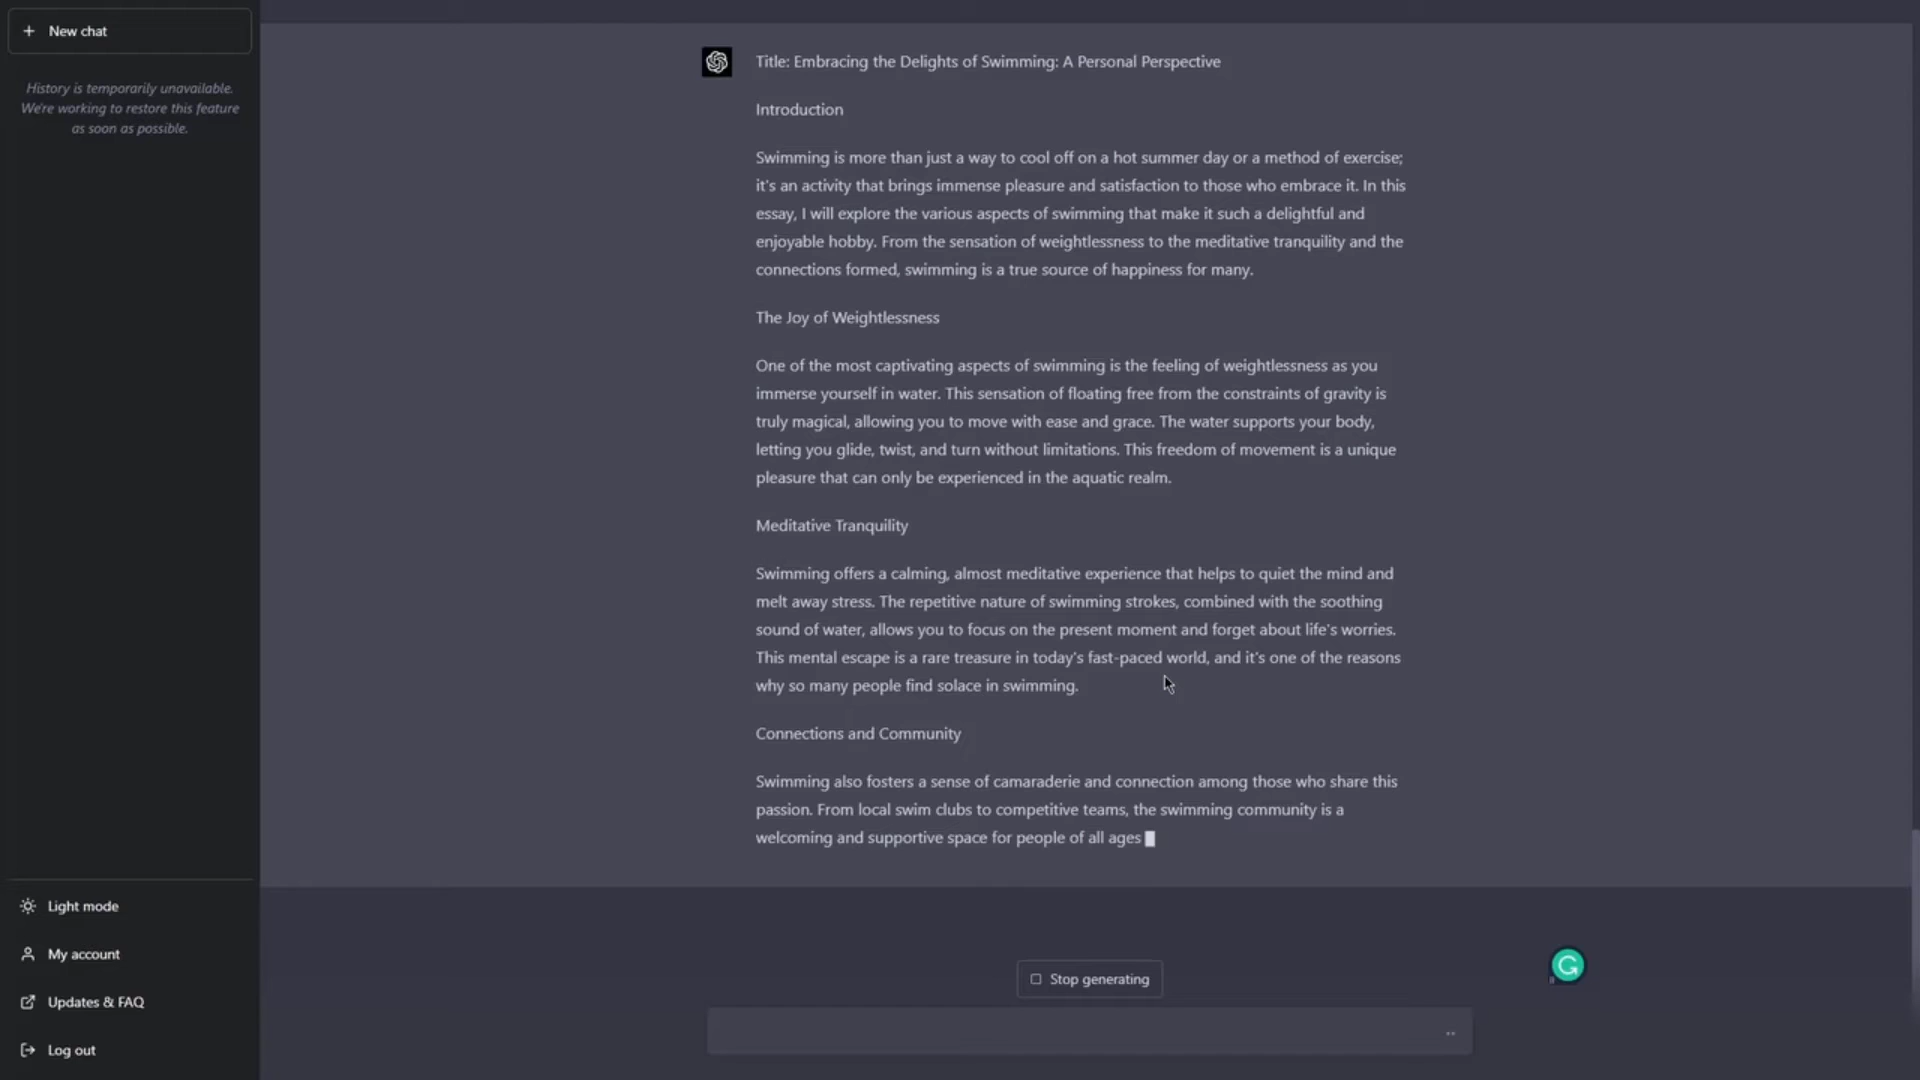 New chat
History is temporarily unavailable.
We're working to restore this feature
as soon as possible.
Title: Embracing the Delights of Swimming: A Personal Perspective
Introduction
Swimming is more than just a way to cool off on a hot summer day or a method of exercise;
it's an activity that brings immense pleasure and satisfaction to those who embrace it. In this
essay, I will explore the various aspects of swimming that make it such a delightful and
enjoyable hobby. From the sensation of weightlessness to the meditative tranquility and the
connections formed, swimming is a true source of happiness for many.
The Joy of Weightlessness
One of the most captivating aspects of swimming is the feeling of weightlessness as you
immerse yourself in water. This sensation of floating free from the constraints of gravity is
truly magical, allowing you to move with ease and grace. The water supports your body,
letting you glide, twist, and turn without limitations. This freedom of movement is a unique
pleasure that can only be experienced in the aquatic realm.
Meditative Tranquility
Swimming offers a calming, almost meditative experience that helps to quiet the mind and
melt away stress. The repetitive nature of swimming strokes, combined with the soothing
sound of water, allows you to focus on the present moment and forget about life's worries.
This mental escape is a rare treasure in today's fast-paced world, and it's one of the reasons
why so many people find solace in swimming.
Connections and Community
Swimming also fosters a sense of camaraderie and connection among those who share this
passion. From local swim clubs to competitive teams, the swimming community is a
welcoming and supportive space for people of all ages
Stop generating
Light mode
My account
Updates & FAQ
Log out